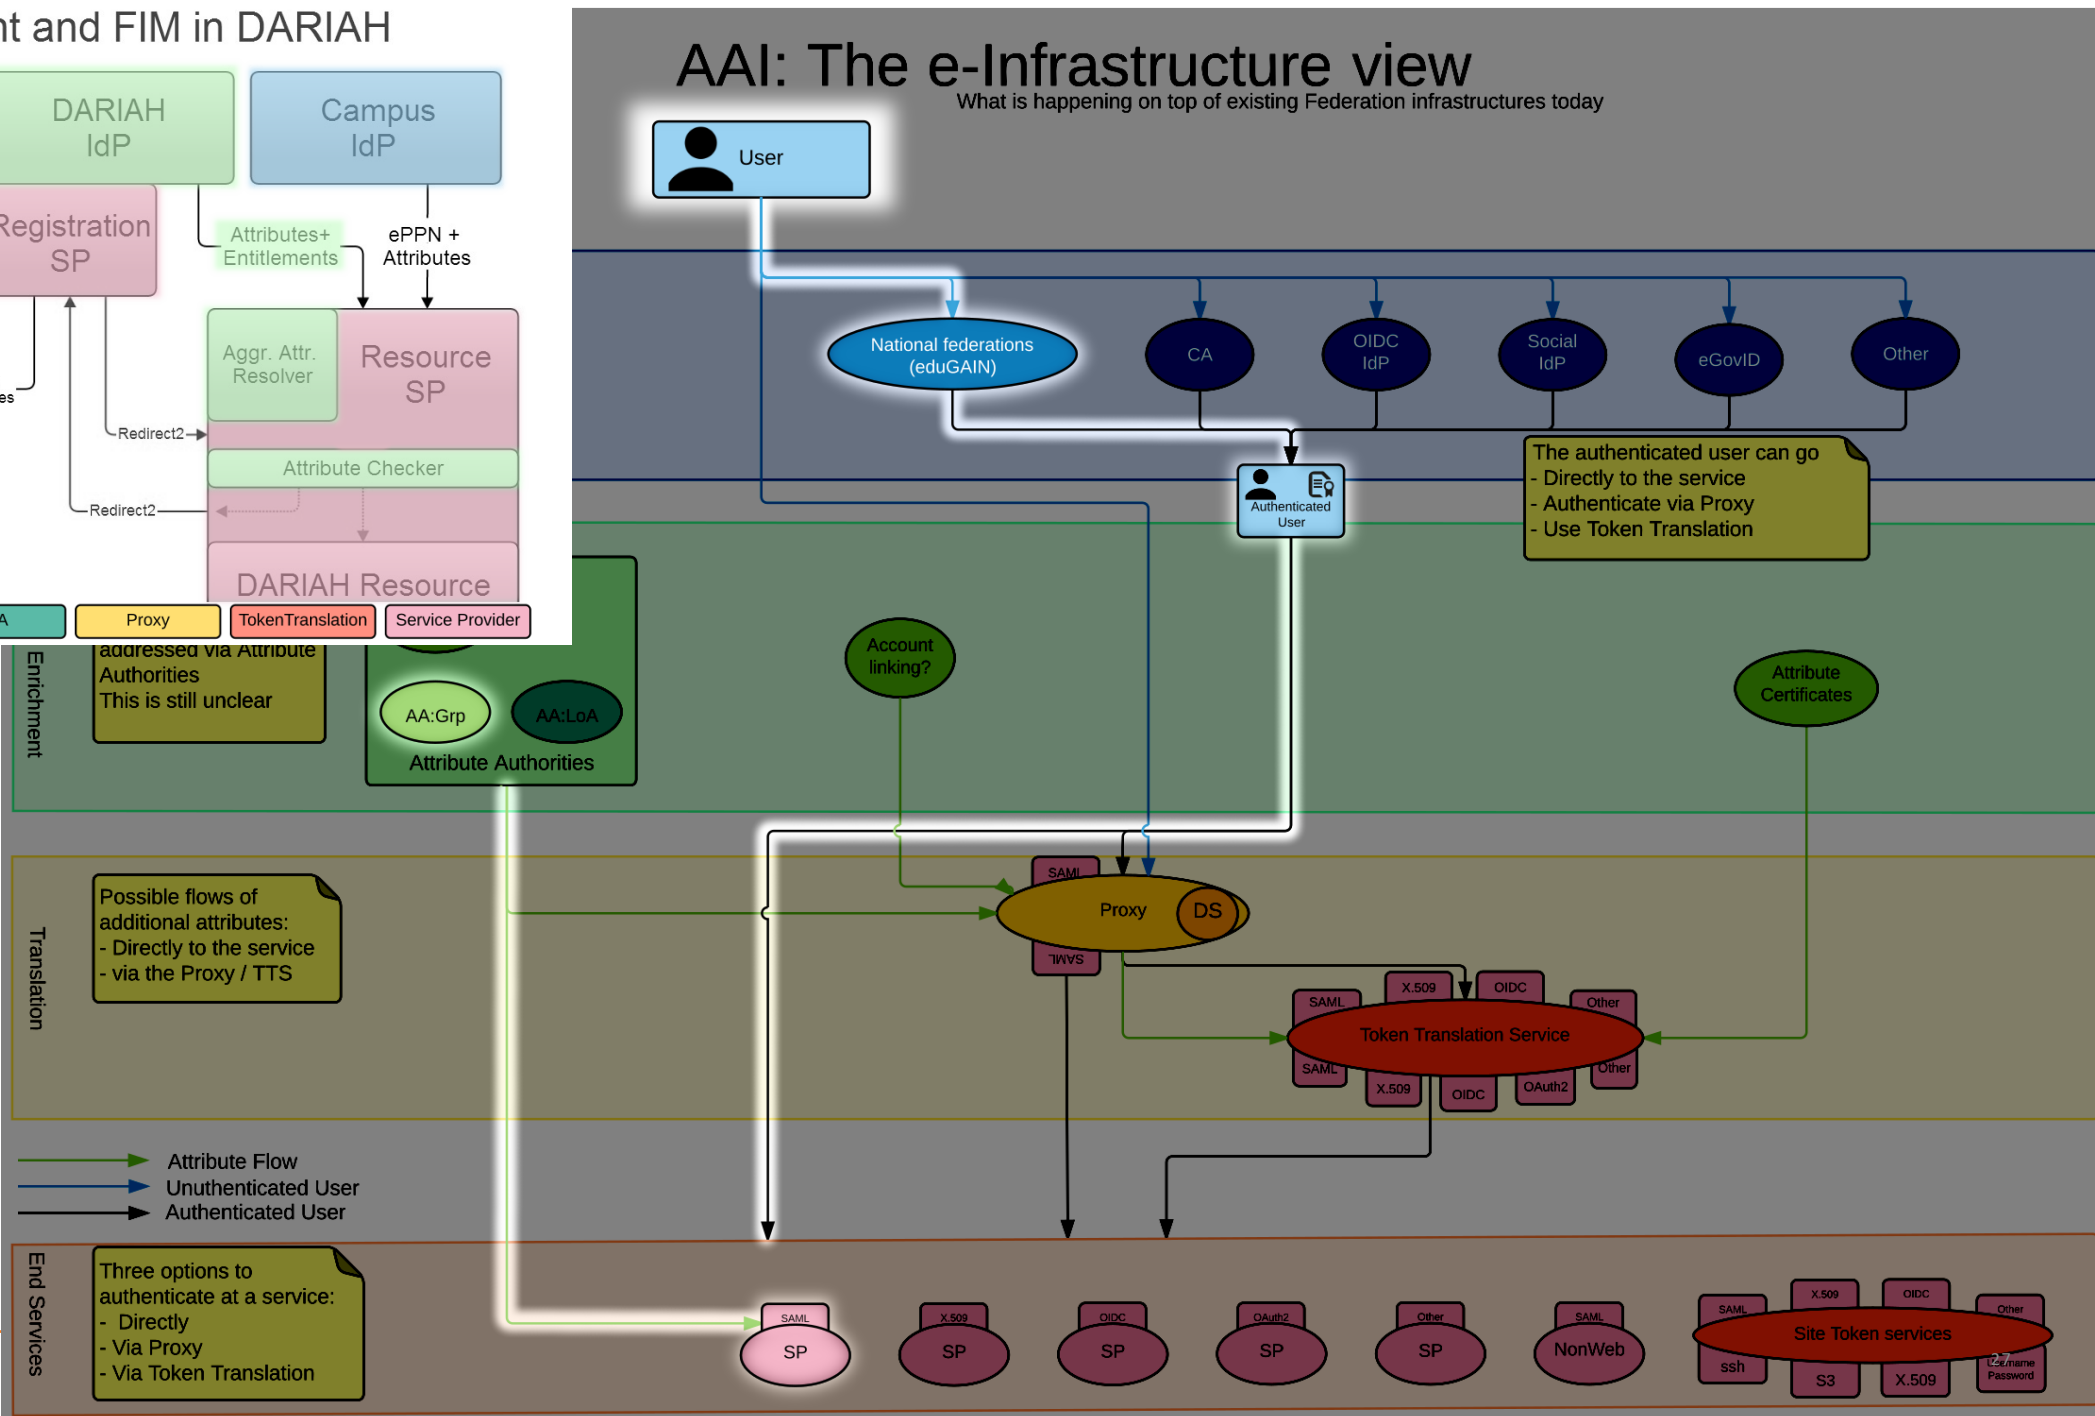 nt and FIM in DARIAH
DARIAH
IdP
Campus
IdP
Registration
SP
Attributes+
Entitlements
ePPN +
Attributes
Aggr. Attr.
Resolver
Resource
SP
es
Redirect2
Attribute Checker
Redirect2
DARIAH Resource
A
Proxy
TokenTranslation
Service Provider
AAI: The e-Infrastructure view
What is happening on top of existing Federation infrastructures today
User
National federations
(eduGAIN)
CA
OIDC
IdP
Social
IdP
eGovID
Other
Authenticated
User
The authenticated user can go
- Directly to the service
- Authenticate via Proxy
- Use Token Translation
Enrichment
addressed via Attribute
Authorities
This is still unclear
AA:Grp
AA:LoA
Attribute Authorities
Account
linking?
Attribute
Certificates
Translation
Possible flows of
additional attributes:
- Directly to the service
- via the Proxy / TTS
SAML
Proxy
DS
SAML
SAML
X.509
OIDC
Other
Token Translation Service
SAML
X.509
OIDC
OAuth2
Other
Attribute Flow
Unuthenticated User
Authenticated User
End Services
Three options to
authenticate at a service:
- Directly
- Via Proxy
- Via Token Translation
SAML
SP
X.509
SP
OIDC
SP
OAuth2
SP
Other
SP
SAML
NonWeb
SAML
X.509
OIDC
Other
Site Token services
ssh
S3
X.509
Username
Password
27